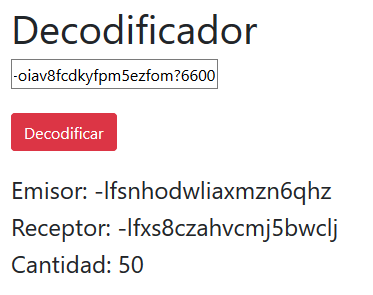 Decodificador
-oiav8fcdkyfpm5ezfom?6600
Decodificar
Emisor: -lfsnhodwliaxmzn6qhz
Receptor: -lfxs8czahvcmj5bwclj
Cantidad: 50